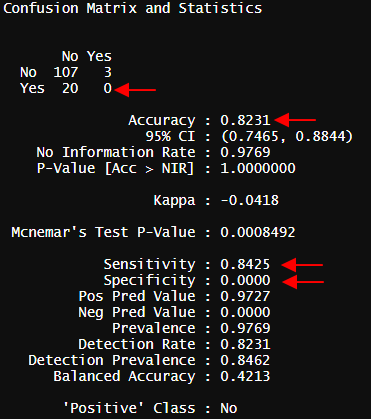 Confusion Matrix and Statistics
No Yes
No 107 3
Yes 20 0
Accuracy : 0.8231
95% CI : (0.7465, 0.8844)
No Information Rate : 0.9769
P-Value [Acc > NIR] : 1.0000000
Kappa : -0.0418
Mcnemar's Test P-Value : 0.0008492
Sensitivity : 0.8425
Specificity : 0.0000
Pos Pred Value : 0.9727
Neg Pred Value : 0.0000
Prevalence : 0.9769
Detection Rate : 0.8231
Detection Prevalence : 0.8462
Balanced Accuracy : 0.4213
'Positive' Class : No